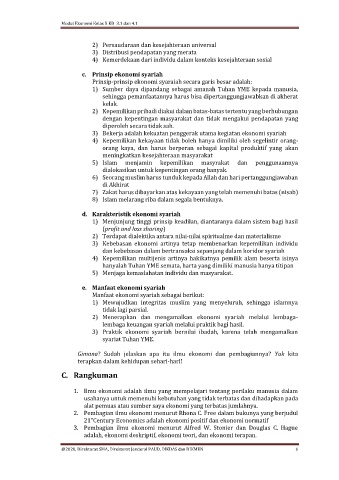 Modul Ekonomi Kelas X KD 3.1 dan 4.1
2) Persaudaraan dan kesejahteraan universal
3) Distribusi pendapatan yang merata
4) Kemerdekaan dari individu dalam konteks kesejahteraan sosial
c. Prinsip ekonomi syariah
Prinsip-prinsip ekonomi syaraiah secara garis besar adalah:
1) Sumber daya dipandang sebagai amanah Tuhan YME kepada manusia,
sehingga pemanfaatannya harus bisa dipertanggungjawabkan di akherat
kelak.
2) Kepemilikan pribadi diakui dalam batas-batas tertentu yang berhubungan
dengan kepentingan masyarakat dan tidak mengakui pendapatan yang
diperoleh secara tidak sah.
3) Bekerja adalah kekuatan penggerak utama kegiatan ekonomi syariah
4) Kepemilikan kekayaan tidak boleh hanya dimiliki oleh segelintir orang-
orang kaya, dan harus berperan sebagai kapital produktif yang akan
meningkatkan kesejahteraan masyarakat
5) Islam menjamin kepemilikan masyrakat dan penggunaannya
dialokasikan untuk kepentingan orang banyak.
6) Seorang muslim harus tunduk kepada Allah dan hari pertanggungjawaban
di Akhirat
7) Zakat harus dibayarkan atas kekayaan yang telah memenuhi batas (nisab)
8) Islam melarang riba dalam segala bentuknya.
d. Karakteristik ekonomi syariah
1) Menjunjung tinggi prinsip keadilan, diantaranya dalam sistem bagi hasil
(profit and loss sharing)
2) Terdapat dialektika antara nilai-nilai spiritualme dan materialisme
3) Kebebasan ekonomi artinya tetap membenarkan kepemilikan individu
dan kebebasan dalam bertransaksi sepanjang dalam koridor syariah
4) Kepemilikan multijenis artinya hakikatnya pemilik alam beserta isinya
hanyalah Tuhan YME semata, harta yang dimiliki manusia hanya titipan
5) Menjaga kemaslahatan individu dan masyarakat.
e. Manfaat ekonomi syariah
Manfaat ekonomi syariah sebagai berikut:
1) Mewujudkan integritas muslim yang menyeluruh, sehingga islamnya
tidak lagi parsial.
2) Menerapkan dan mengamalkan ekonomi syariah melalui lembaga-
lembaga keuangan syariah melalui praktik bagi hasil.
3) Praktik ekonomi syariah bernilai ibadah, karena telah mengamalkan
syariat Tuhan YME.
Gimana? Sudah jelaskan apa itu ilmu ekonomi dan pembagiannya? Yuk kita
terapkan dalam kehidupan sehari-hari!
C. Rangkuman
1. Ilmu ekonomi adalah ilmu yang mempelajari tentang perilaku manusia dalam
usahanya untuk memenuhi kebutuhan yang tidak terbatas dan dihadapkan pada
alat pemuas atau sumber saya ekonomi yang terbatas jumlahnya.
2. Pembagian ilmu ekonomi menurut Rhona C. Free dalam bukunya yang berjudul
21st Century Economics adalah ekonomi positif dan ekonomi normatif
3. Pembagian ilmu ekonomi menurut Alfred W. Stonier dan Douglas C. Hague
adalah, ekonomi deskriptif, ekonomi teori, dan ekonomi terapan.
@2020, Direktorat SMA, Direktorat Jenderal PAUD, DIKDAS dan DIKMEN